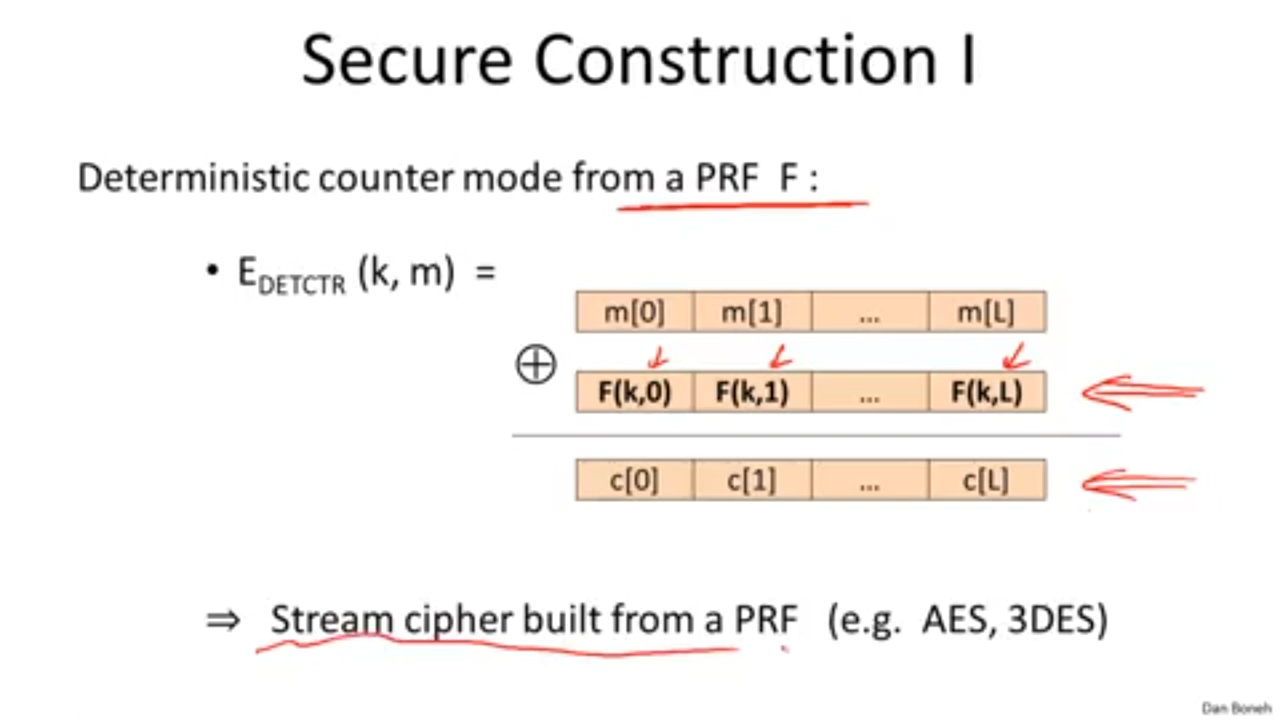 Secure Construction I
Deterministic counter mode from a PRF F :
• E_DETCTR (k, m) =
m[0] m[1] ... m[L]
⊕
F(k,0) F(k,1) ... F(k,L)
c[0] c[1] ... c[L]
⇒ Stream cipher built from a PRF (e.g. AES, 3DES)
Dan Boneh